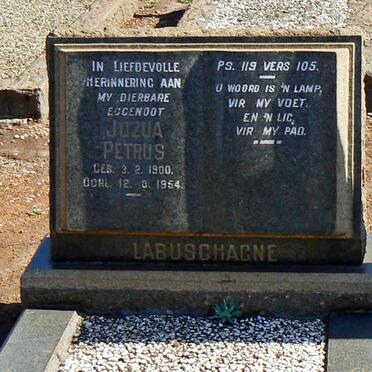 IN LIEFDEVOLLE
HERINNERING AAN
MY DIERBARE
EGGENOOT
JOZUA
PETRUS
GEB. 3. 2. 1900.
OORL. 12. 8. 1954.
PS. 119 VERS 105.
U WOORD IS 'N LAMP,
VIR MY VOET.
EN 'N LIG,
VIR MY PAD.
LABUSCHAGNE